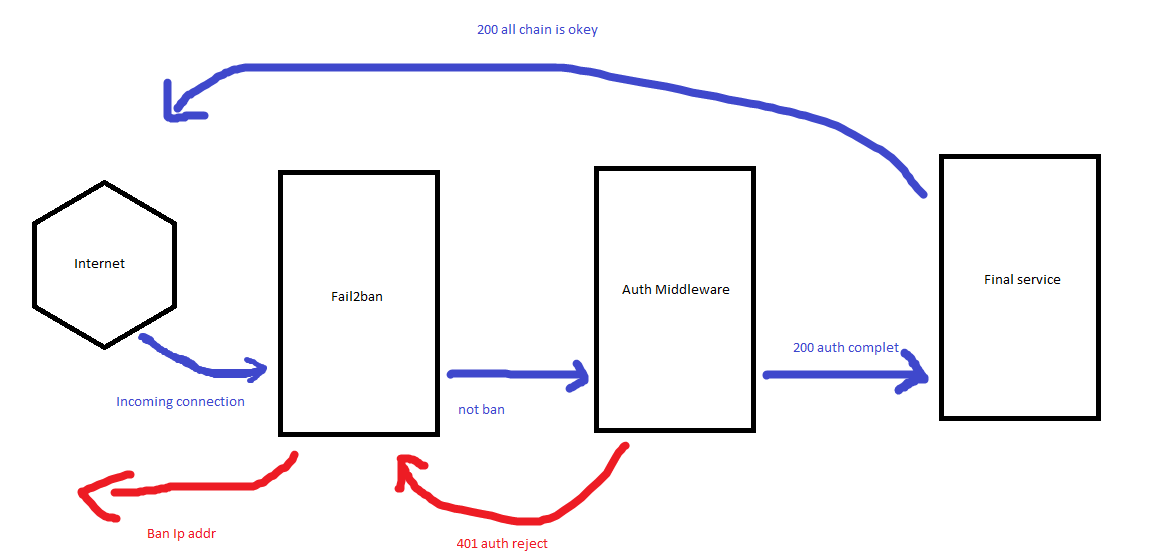 200 all chain is okey
Internet
Fail2ban
Auth Middleware
Final service
200 auth complet
Incoming connection
not ban
Ban Ip addr
401 auth reject